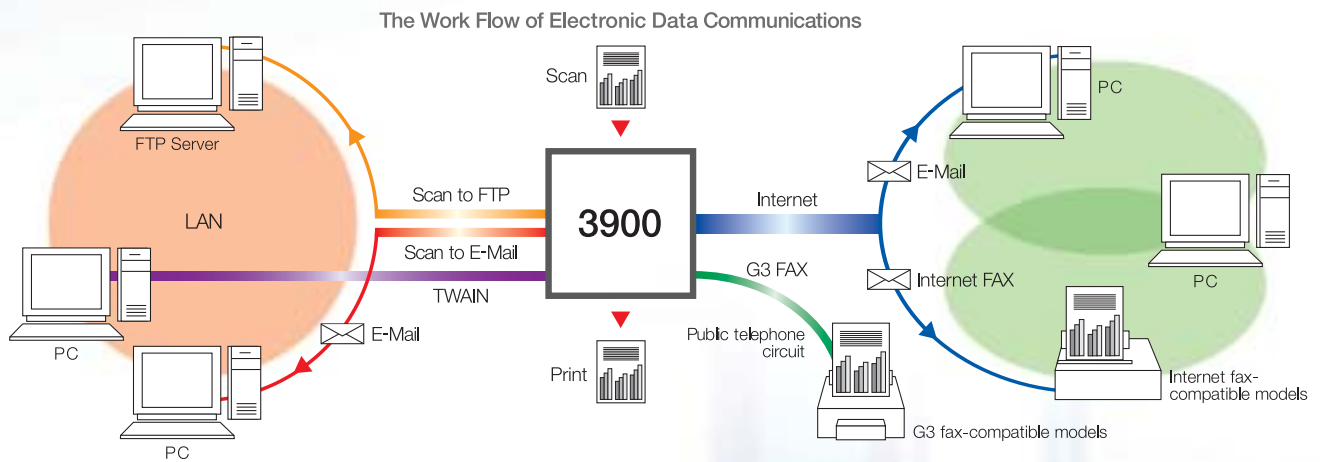 The Work Flow of Electronic Data Communications
FTP Server
LAN
PC
PC
Scan to FTP
Scan to E-Mail
TWAIN
E-Mail
Scan
3900
Print
Internet
G3 FAX
Public telephone
circuit
G3 fax-compatible models
E-Mail
Internet FAX
PC
PC
Internet fax-
compatible models